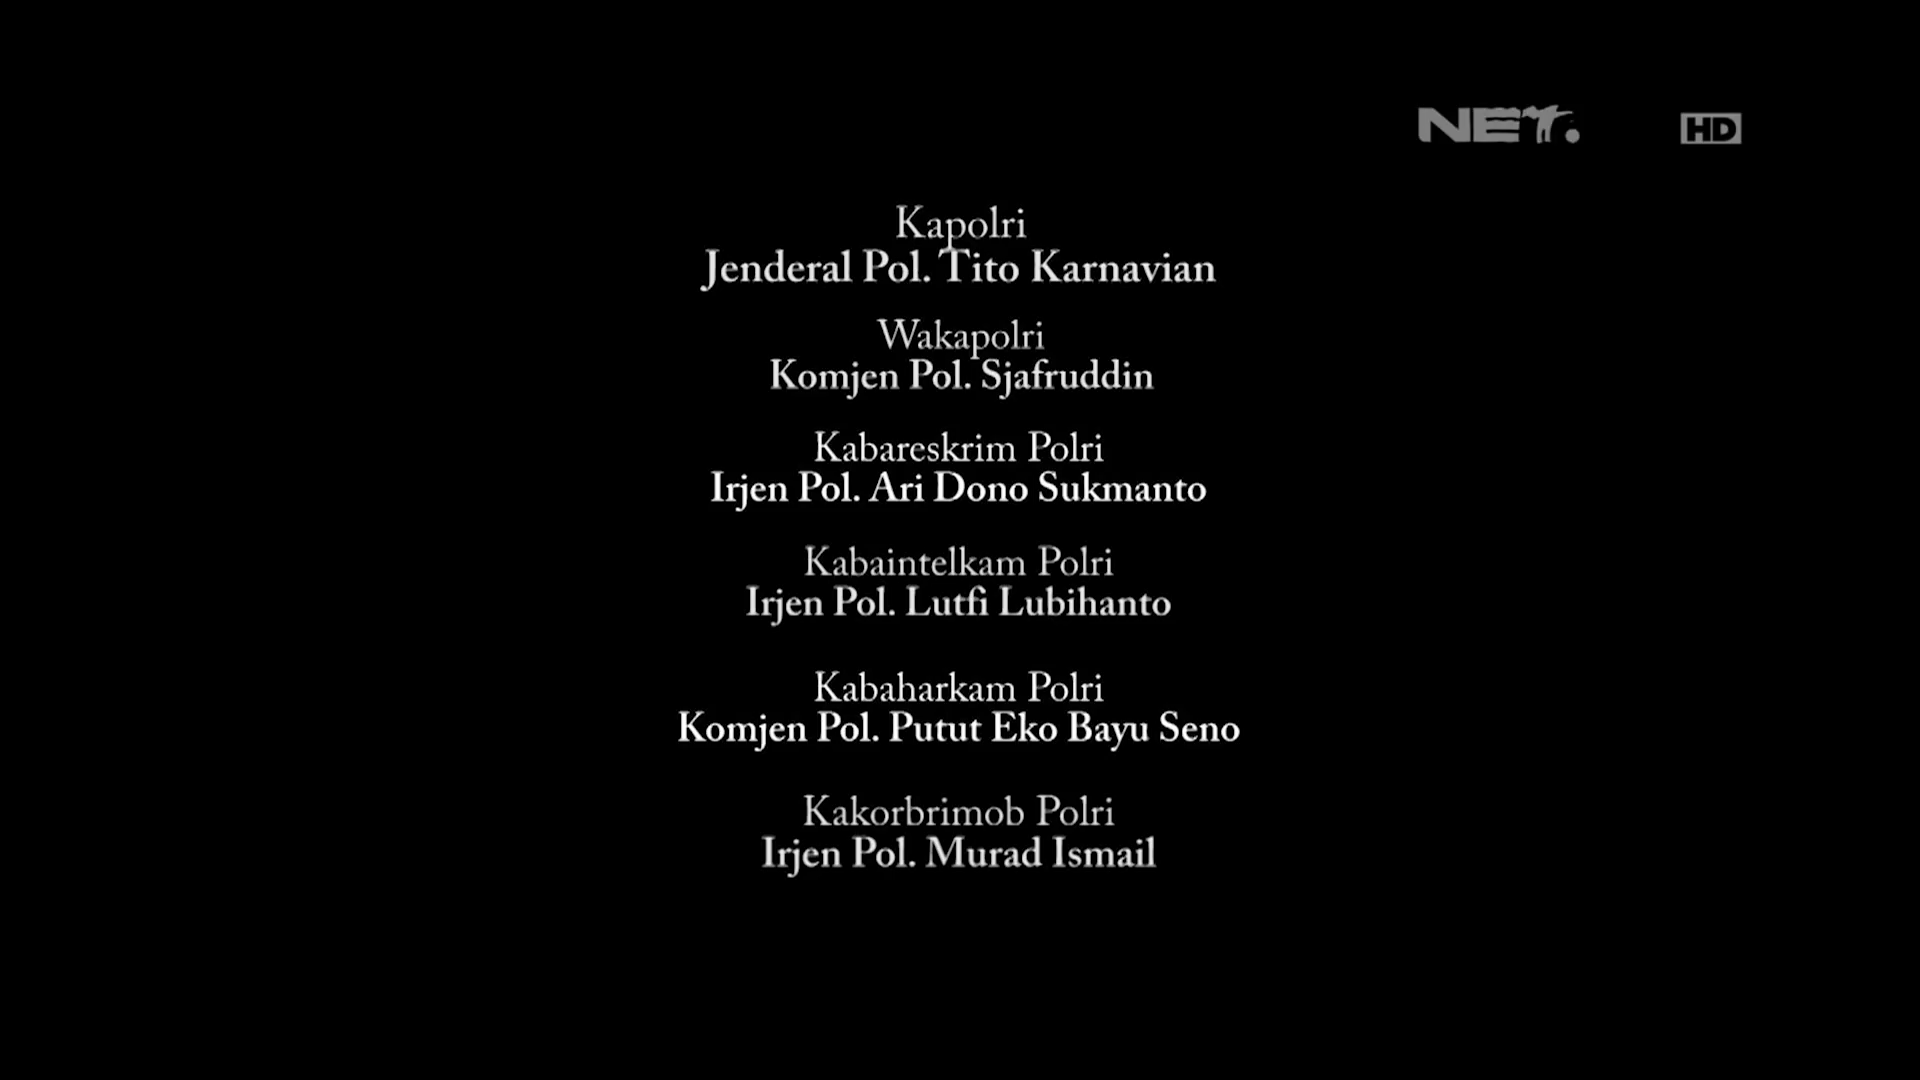 NET.
HD
Kapolri
Jenderal Pol. Tito Karnavian
Wakapolri
Komjen Pol. Sjafruddin
Kabareskrim Polri
Irjen Pol. Ari Dono Sukmanto
Kabaintelkam Polri
Irjen Pol. Lutfi Lubihanto
Kabaharkam Polri
Komjen Pol. Putut Eko Bayu Seno
Kakorbrimob Polri
Irjen Pol. Murad Ismail